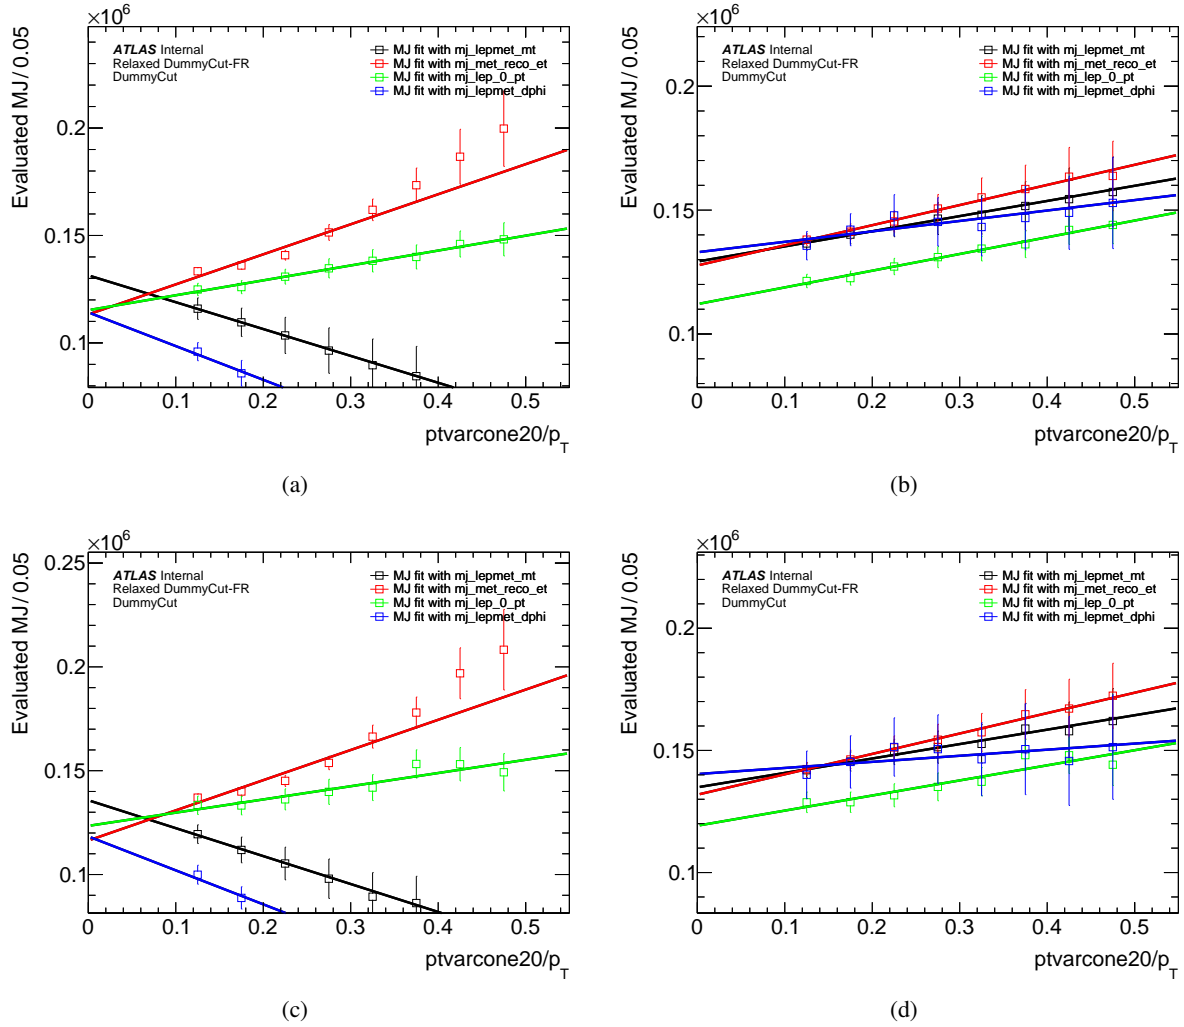 ×10⁶
Evaluated MJ / 0.05
ATLAS Internal
Relaxed DummyCut-FR
DummyCut
MJ fit with mj_lepmet_mt
MJ fit with mj_met_reco_et
MJ fit with mj_lep_0_pt
MJ fit with mj_lepmet_dphi
0.2
0.15
0.1
0 0.1 0.2 0.3 0.4 0.5
ptvarcone20/p_T
(a)
×10⁶
Evaluated MJ / 0.05
ATLAS Internal
Relaxed DummyCut-FR
DummyCut
MJ fit with mj_lepmet_mt
MJ fit with mj_met_reco_et
MJ fit with mj_lep_0_pt
MJ fit with mj_lepmet_dphi
0.2
0.15
0.1
0 0.1 0.2 0.3 0.4 0.5
ptvarcone20/p_T
(b)
×10⁶
Evaluated MJ / 0.05
ATLAS Internal
Relaxed DummyCut-FR
DummyCut
MJ fit with mj_lepmet_mt
MJ fit with mj_met_reco_et
MJ fit with mj_lep_0_pt
MJ fit with mj_lepmet_dphi
0.25
0.2
0.15
0.1
0 0.1 0.2 0.3 0.4 0.5
ptvarcone20/p_T
(c)
×10⁶
Evaluated MJ / 0.05
ATLAS Internal
Relaxed DummyCut-FR
DummyCut
MJ fit with mj_lepmet_mt
MJ fit with mj_met_reco_et
MJ fit with mj_lep_0_pt
MJ fit with mj_lepmet_dphi
0.2
0.15
0.1
0 0.1 0.2 0.3 0.4 0.5
ptvarcone20/p_T
(d)